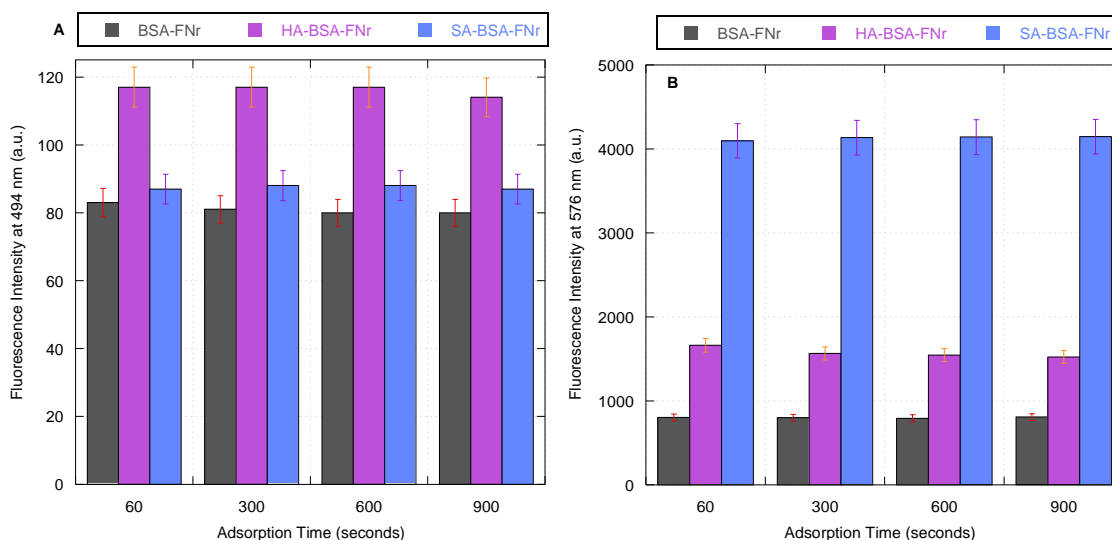 A
BSA-FNr HA-BSA-FNr SA-BSA-FNr
120
100
80
60
40
20
0
Fluorescence Intensity at 494 nm (a.u.)
60 300 600 900
Adsorption Time (seconds)
BSA-FNr HA-BSA-FNr SA-BSA-FNr
B
5000
4000
3000
2000
1000
0
Fluorescence Intensity at 576 nm (a.u.)
60 300 600 900
Adsorption Time (seconds)